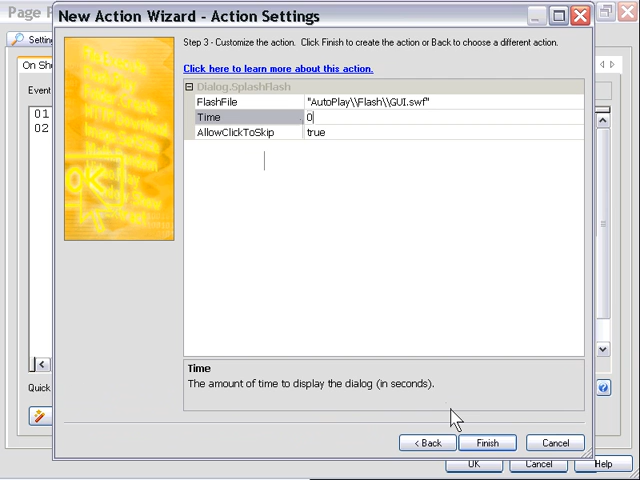 Page P
New Action Wizard - Action Settings
Setting
Step 3 - Customize the action. Click Finish to create the action or Back to choose a different action.
On Sh
Click here to learn more about this action.
Event
Dialog.SplashFlash
FlashFile "AutoPlay\\Flash\\GUI.swf"
01
Time 0
02
AllowClickToSkip true
Time
The amount of time to display the dialog (in seconds).
Quick
< Back Finish Cancel
OK Cancel Help